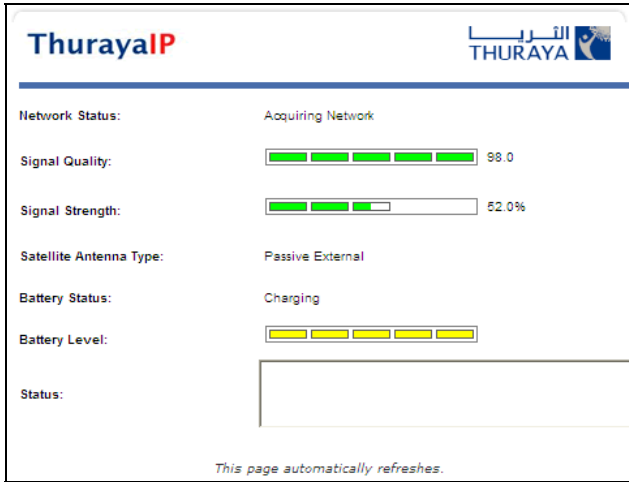 ThurayaIP
الثريا
THURAYA
Network Status: Acquiring Network
Signal Quality: 98.0
Signal Strength: 52.0%
Satellite Antenna Type: Passive External
Battery Status: Charging
Battery Level:
Status:
This page automatically refreshes.